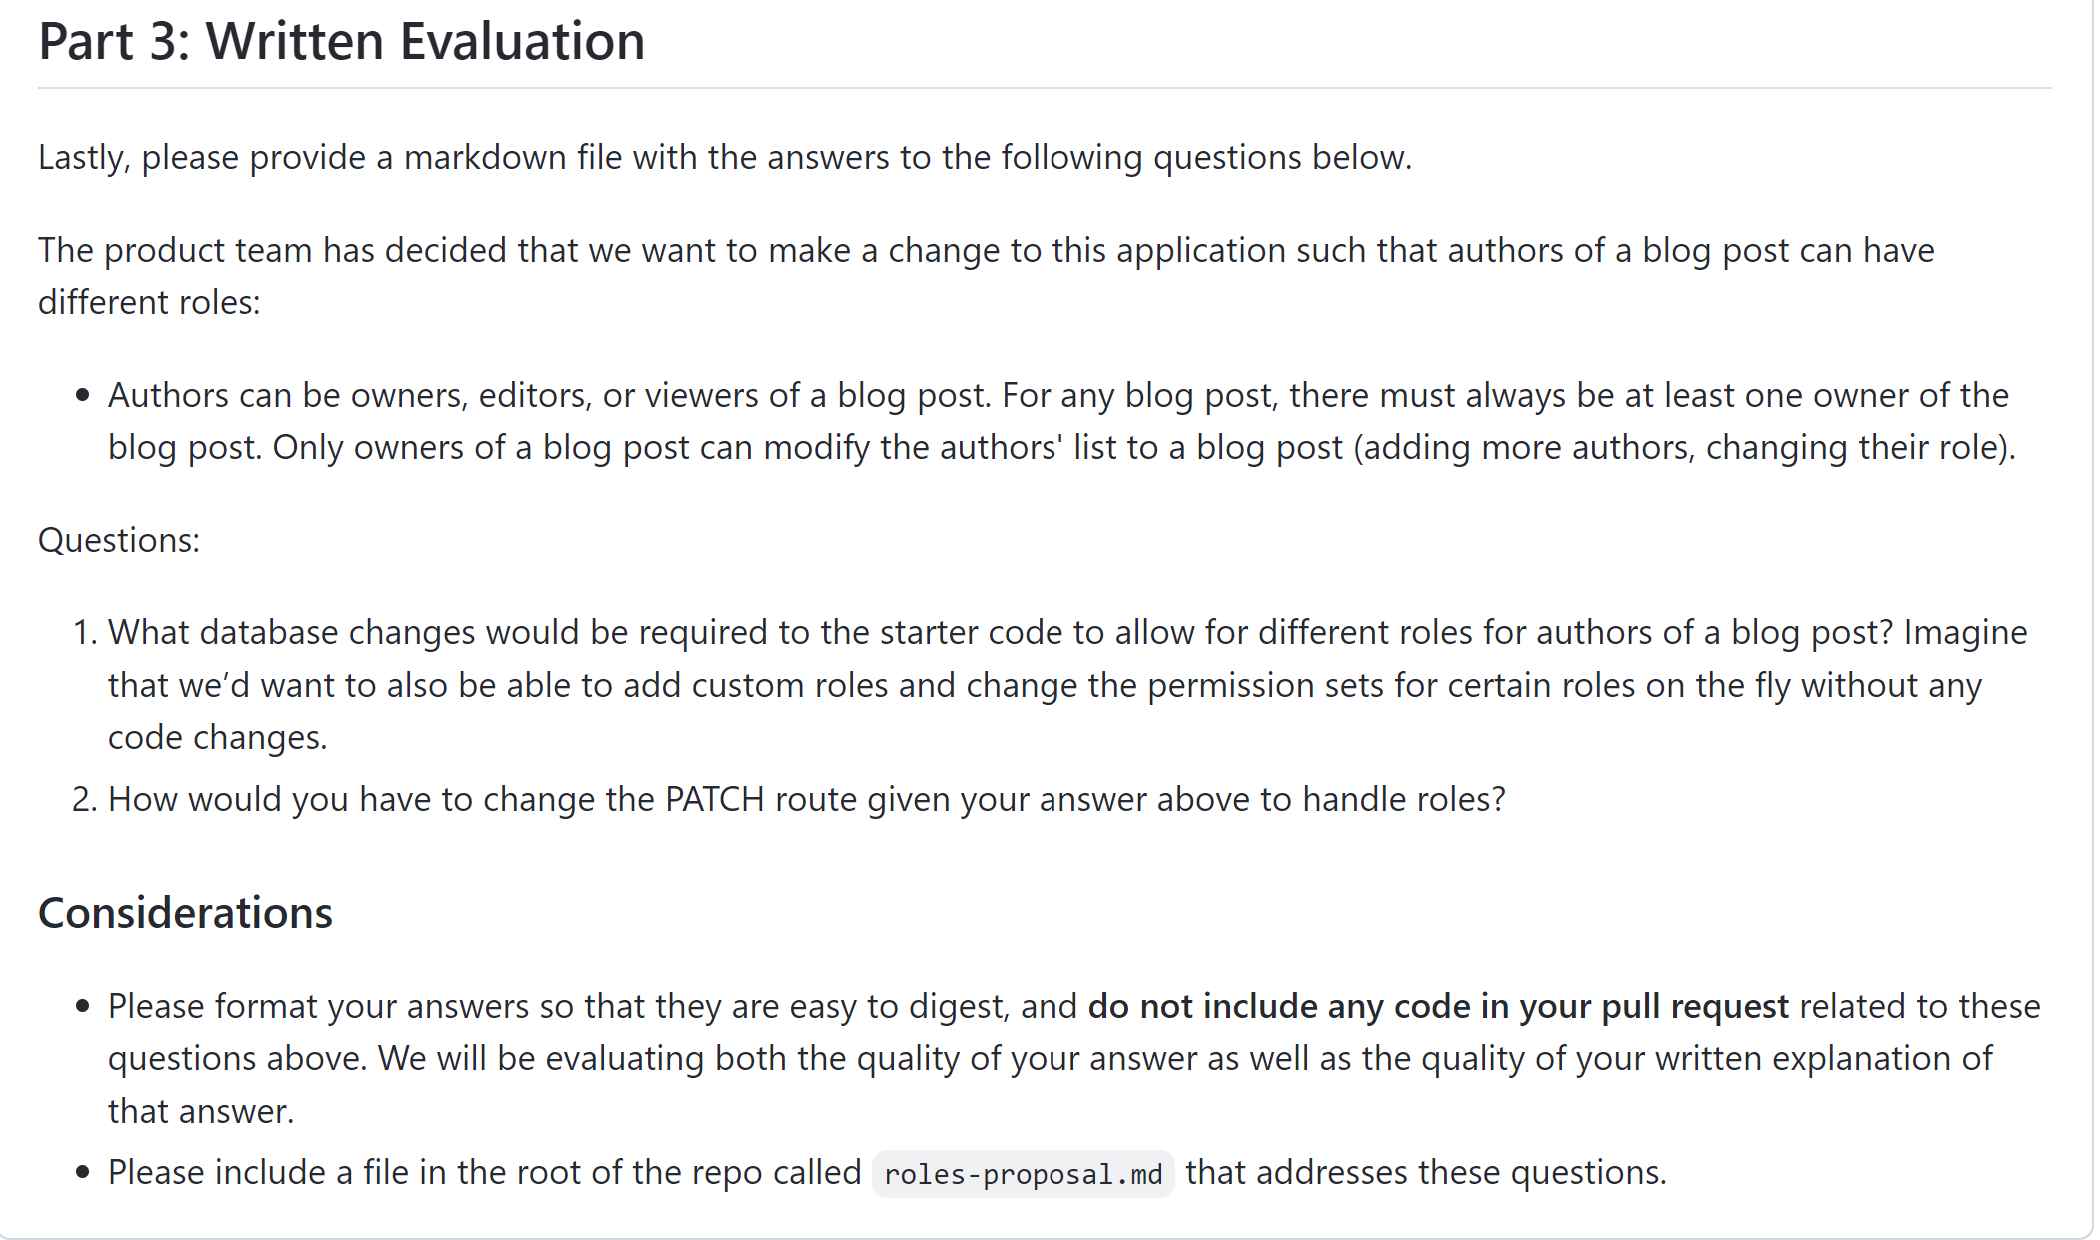 Part 3: Written Evaluation
Lastly, please provide a markdown file with the answers to the following questions below.
The product team has decided that we want to make a change to this application such that authors of a blog post can have
different roles:
• Authors can be owners, editors, or viewers of a blog post. For any blog post, there must always be at least one owner of the
blog post. Only owners of a blog post can modify the authors' list to a blog post (adding more authors, changing their role).
Questions:
1. What database changes would be required to the starter code to allow for different roles for authors of a blog post? Imagine
that we’d want to also be able to add custom roles and change the permission sets for certain roles on the fly without any
code changes.
2. How would you have to change the PATCH route given your answer above to handle roles?
Considerations
• Please format your answers so that they are easy to digest, and do not include any code in your pull request related to these
questions above. We will be evaluating both the quality of your answer as well as the quality of your written explanation of
that answer.
• Please include a file in the root of the repo called roles-proposal.md that addresses these questions.